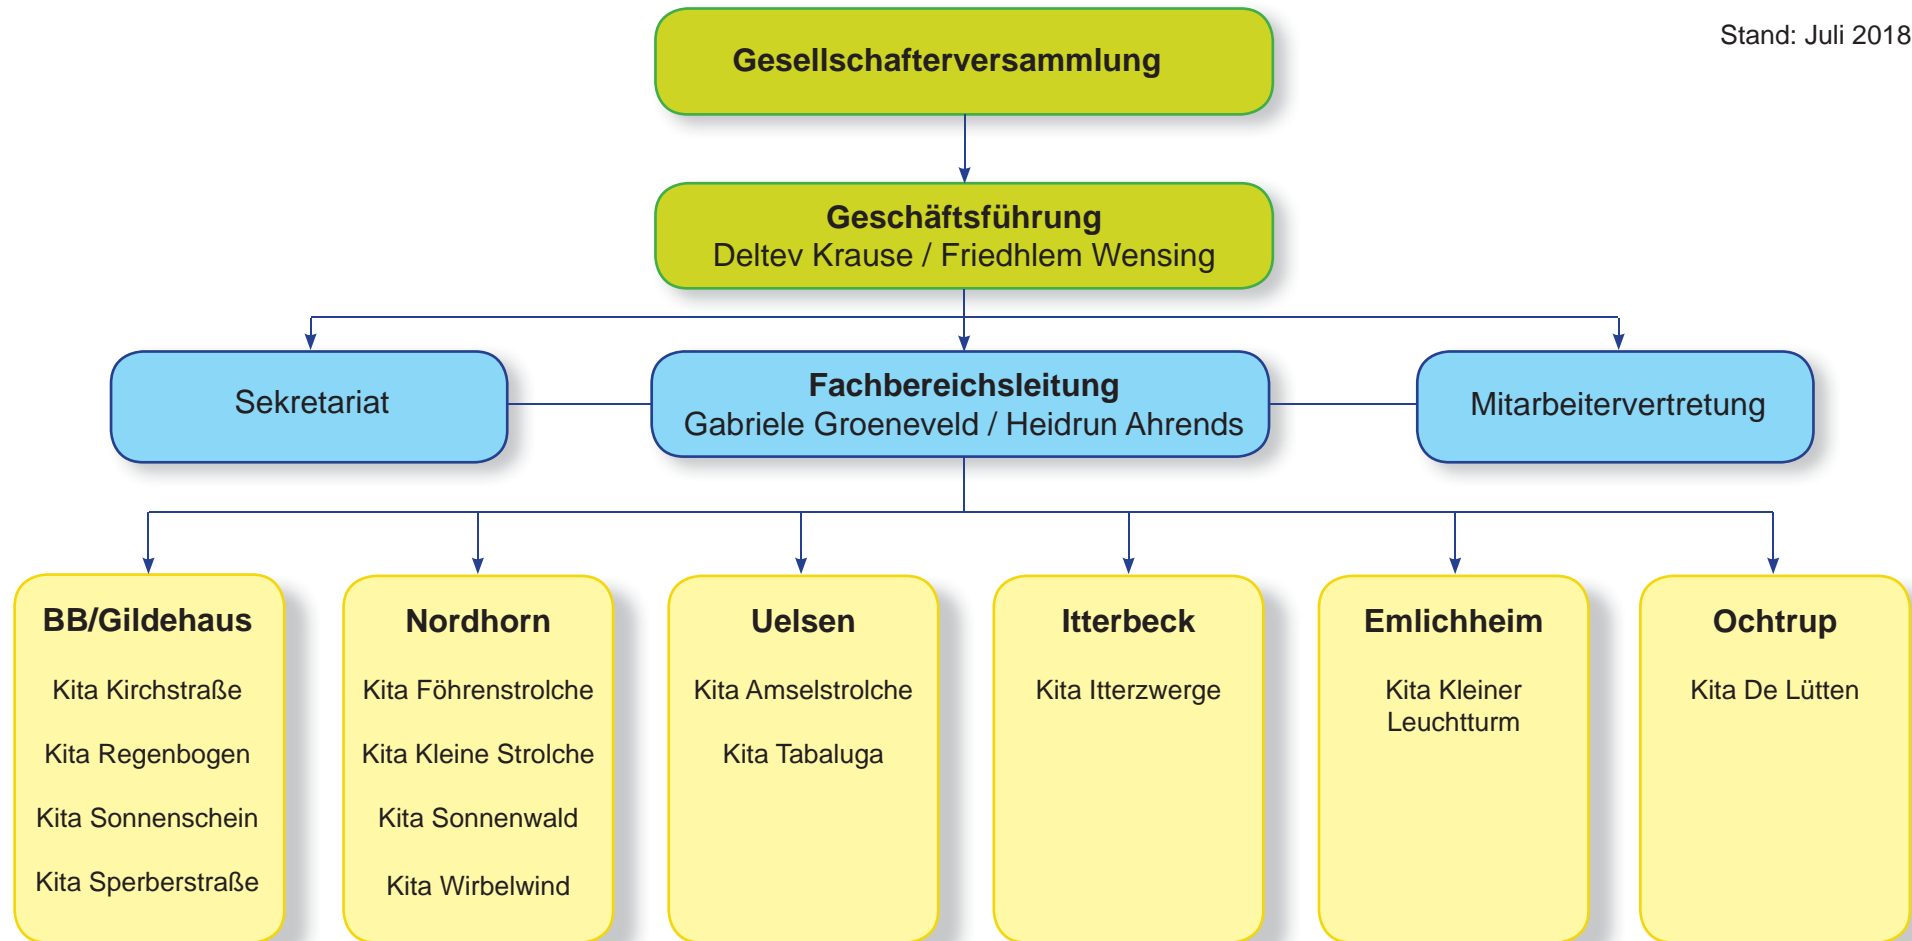 Stand: Juli 2018
Gesellschafterversammlung
Geschäftsführung
Deltev Krause / Friedhlem Wensing
Sekretariat
Fachbereichsleitung
Gabriele Groeneveld / Heidrun Ahrends
Mitarbeitervertretung
BB/Gildehaus
Kita Kirchstraße
Kita Regenbogen
Kita Sonnenschein
Kita Sperberstraße
Nordhorn
Kita Föhrenstrolche
Kita Kleine Strolche
Kita Sonnenwald
Kita Wirbelwind
Uelsen
Kita Amselstrolche
Kita Tabaluga
Itterbeck
Kita Itterzwerge
Emlichheim
Kita Kleiner
Leuchtturm
Ochtrup
Kita De Lütten